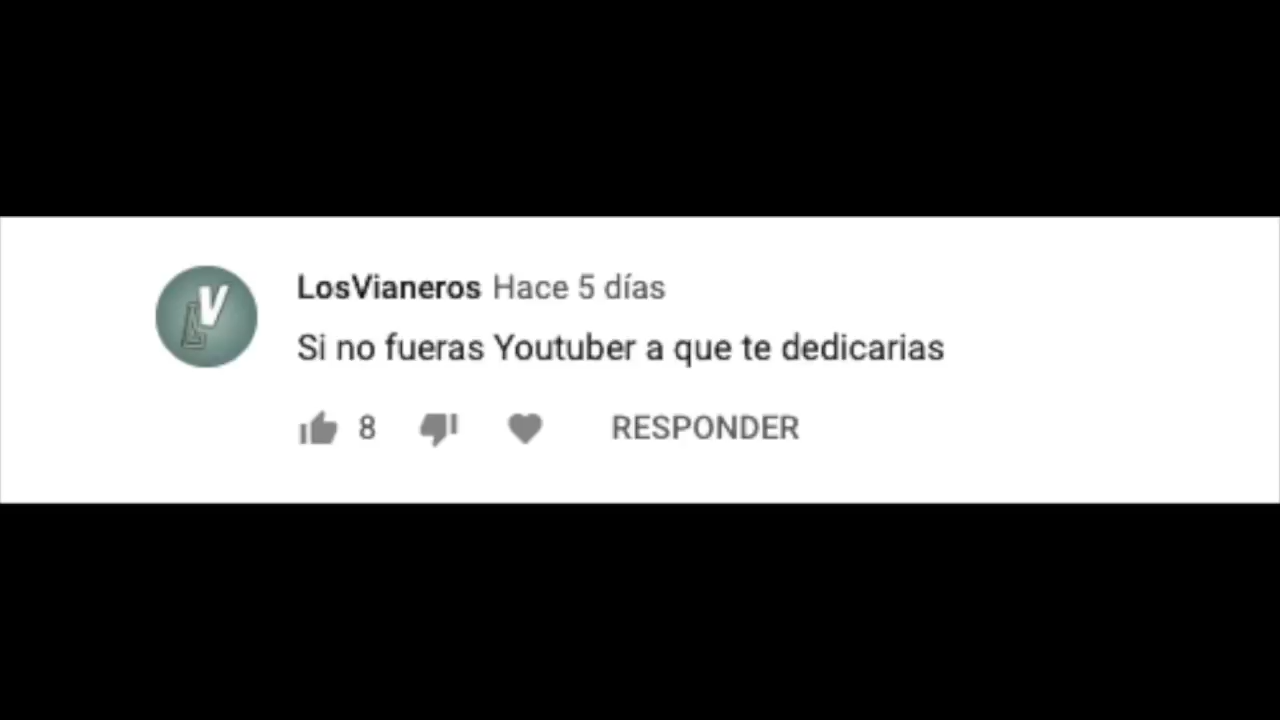 LosVianeros Hace 5 días
Si no fueras Youtuber a que te dedicarias
8 RESPONDER